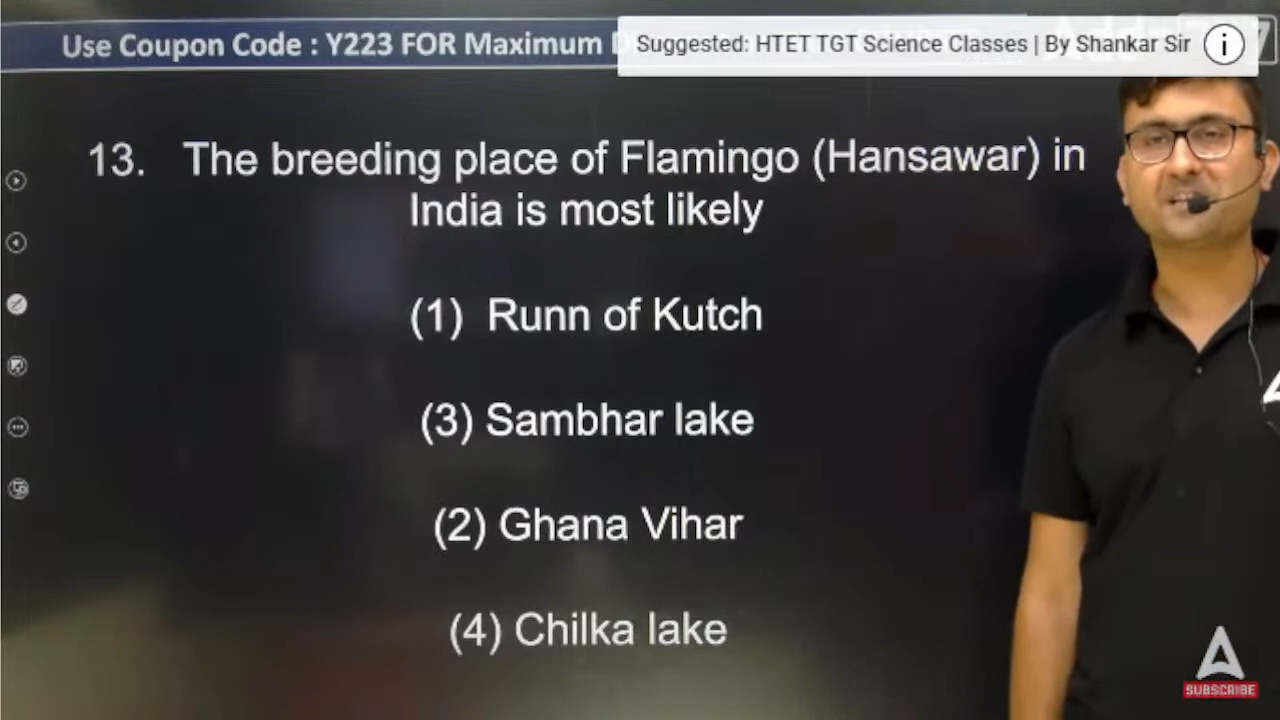 Use Coupon Code : Y223 FOR Maximum
Suggested: HTET TGT Science Classes | By Shankar Sir
13. The breeding place of Flamingo (Hansawar) in
India is most likely
(1) Runn of Kutch
(3) Sambhar lake
(2) Ghana Vihar
(4) Chilka lake
SUBSCRIBE